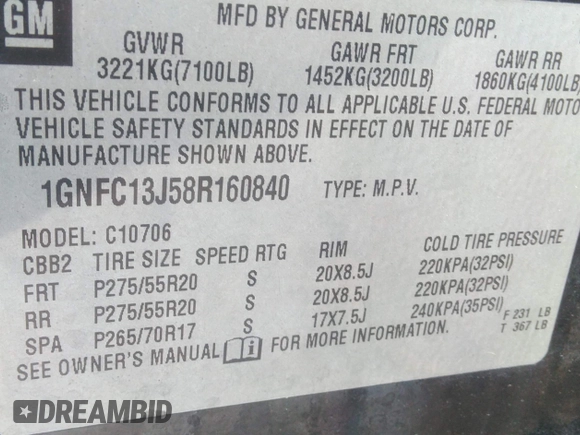 GM
MFD BY GENERAL MOTORS CORP.
GVWR GAWR FRT GAWR RR
3221KG(7100LB) 1452KG(3200LB) 1860KG(4100LB)
THIS VEHICLE CONFORMS TO ALL APPLICABLE U.S. FEDERAL MOTO
VEHICLE SAFETY STANDARDS IN EFFECT ON THE DATE OF
MANUFACTURE SHOWN ABOVE.
1GNFC13J58R160840 TYPE: M.P.V.
MODEL: C10706
CBB2 TIRE SIZE SPEED RTG RIM COLD TIRE PRESSURE
FRT P275/55R20 S 20X8.5J 220KPA(32PSI)
RR P275/55R20 S 20X8.5J 220KPA(32PSI)
SPA P265/70R17 S 17X7.5J 240KPA(35PSI)
F 231 LB
T 367 LB
SEE OWNER'S MANUAL i FOR MORE INFORMATION.
DREAMBID